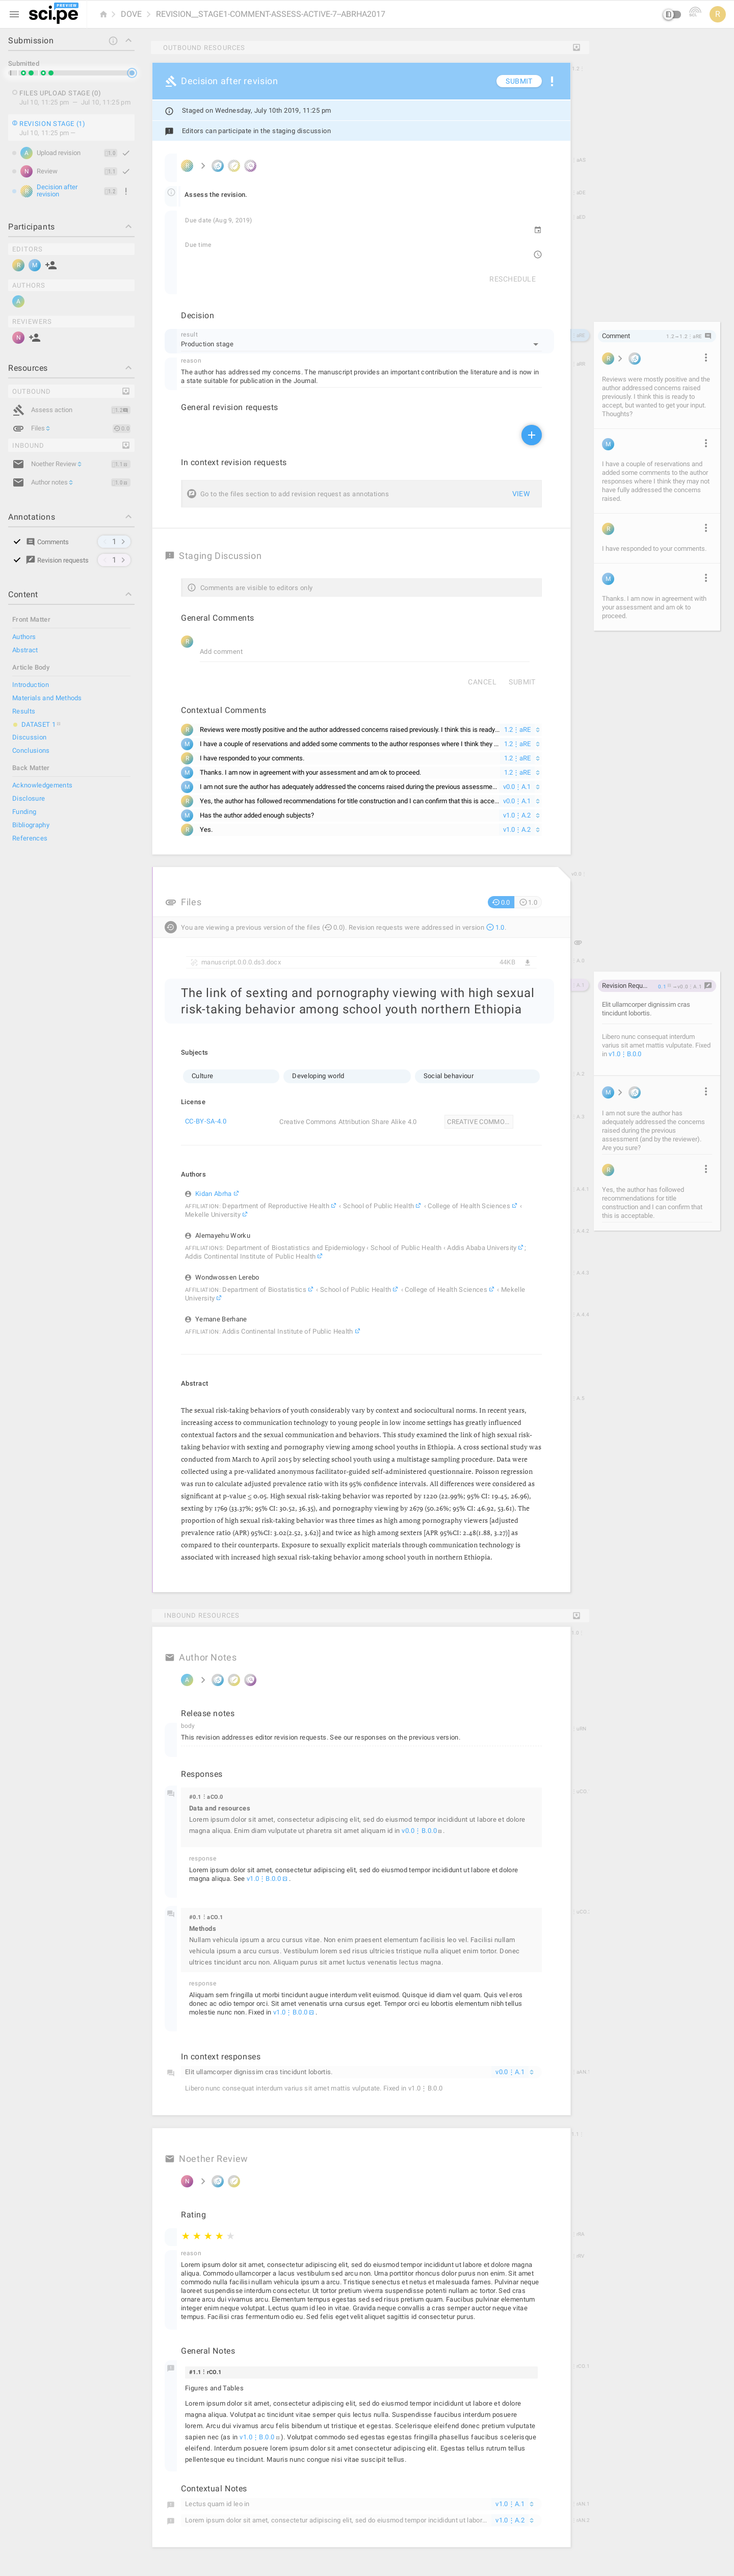 sci.pe
PREVIEW
DOVE
REVISION__STAGE1-COMMENT-ASSESS-ACTIVE-7--ABRHA2017
R
Submission
Submitted
FILES UPLOAD STAGE (0)
Jul 10, 11:25 pm — Jul 10, 11:25 pm
REVISION STAGE (1)
Jul 10, 11:25 pm —
A Upload revision
N Review
R Decision after
revision
Participants
EDITORS
R M
AUTHORS
A
REVIEWERS
N
Resources
OUTBOUND
Assess action
Files
INBOUND
Noether Review
Author notes
Annotations
Comments 1
Revision requests 1
Content
Front Matter
Authors
Abstract
Article Body
Introduction
Materials and Methods
Results
DATASET 1
Discussion
Conclusions
Back Matter
Acknowledgements
Disclosure
Funding
Bibliography
References
OUTBOUND RESOURCES
Decision after revision
SUBMIT
Staged on Wednesday, July 10th 2019, 11:25 pm
Editors can participate in the staging discussion
Assess the revision.
Due date (Aug 9, 2019)
Due time
RESCHEDULE
Decision
result
Production stage
reason
The author has addressed my concerns. The manuscript provides an important contribution the literature and is now in
a state suitable for publication in the Journal.
General revision requests
In context revision requests
Go to the files section to add revision request as annotations
VIEW
Staging Discussion
Comments are visible to editors only
General Comments
R
Add comment
CANCEL SUBMIT
Contextual Comments
R Reviews were mostly positive and the author addressed concerns raised previously. I think this is ready... 1.2 ⋮ aRE
M I have a couple of reservations and added some comments to the author responses where I think they ... 1.2 ⋮ aRE
R I have responded to your comments. 1.2 ⋮ aRE
M Thanks. I am now in agreement with your assessment and am ok to proceed. 1.2 ⋮ aRE
M I am not sure the author has adequately addressed the concerns raised during the previous assessme... v0.0 ⋮ A.1
R Yes, the author has followed recommendations for title construction and I can confirm that this is acce... v0.0 ⋮ A.1
M Has the author added enough subjects? v1.0 ⋮ A.2
R Yes. v1.0 ⋮ A.2
Comment 1.2→1.2 ⋮ aRE
R
Reviews were mostly positive and the
author addressed concerns raised
previously. I think this is ready to
accept, but wanted to get your input.
Thoughts?
M
I have a couple of reservations and
added some comments to the author
responses where I think they may not
have fully addressed the concerns
raised.
R
I have responded to your comments.
M
Thanks. I am now in agreement with
your assessment and am ok to
proceed.
Files
0.0 1.0
You are viewing a previous version of the files (0.0). Revision requests were addressed in version 1.0.
manuscript.0.0.0.ds3.docx 44KB
The link of sexting and pornography viewing with high sexual
risk-taking behavior among school youth northern Ethiopia
Subjects
Culture
Developing world
Social behaviour
License
CC-BY-SA-4.0
Creative Commons Attribution Share Alike 4.0
CREATIVE COMMO...
Authors
Kidan Abrha
AFFILIATION: Department of Reproductive Health › School of Public Health › College of Health Sciences ›
Mekelle University
Alemayehu Worku
AFFILIATIONS: Department of Biostatistics and Epidemiology › School of Public Health › Addis Ababa University;
Addis Continental Institute of Public Health
Wondwossen Lerebo
AFFILIATION: Department of Biostatistics › School of Public Health › College of Health Sciences › Mekelle
University
Yemane Berhane
AFFILIATION: Addis Continental Institute of Public Health
Abstract
The sexual risk-taking behaviors of youth considerably vary by context and sociocultural norms. In recent years,
increasing access to communication technology to young people in low income settings has greatly influenced
contextual factors and the sexual communication and behaviors. This study examined the link of high sexual risk-
taking behavior with sexting and pornography viewing among school youths in Ethiopia. A cross sectional study was
conducted from March to April 2015 by selecting school youth using a multistage sampling procedure. Data were
collected using a pre-validated anonymous facilitator-guided self-administered questionnaire. Poisson regression
was run to calculate adjusted prevalence ratio with its 95% confidence intervals. All differences were considered as
significant at p-value ≤ 0.05. High sexual risk-taking behavior was reported by 1220 (22.99%; 95% CI: 19.45, 26.96),
sexting by 1769 (33.37%; 95% CI: 30.52, 36.35), and pornography viewing by 2679 (50.26%; 95% CI: 46.92, 53.61). The
proportion of high sexual risk-taking behavior was three times as high among pornography viewers [adjusted
prevalence ratio (APR) 95%CI: 3.02(2.52, 3.62)] and twice as high among sexters [APR 95%CI: 2.48(1.88, 3.27)] as
compared to their counterparts. Exposure to sexually explicit materials through communication technology is
associated with increased high sexual risk-taking behavior among school youth in northern Ethiopia.
Revision Requ...
Elit ullamcorper dignissim cras
tincidunt lobortis.
Libero nunc consequat interdum
varius sit amet mattis vulputate. Fixed
in v1.0 ⋮ B.0.0
M
I am not sure the author has
adequately addressed the concerns
raised during the previous
assessment (and by the reviewer).
Are you sure?
R
Yes, the author has followed
recommendations for title
construction and I can confirm that
this is acceptable.
INBOUND RESOURCES
Author Notes
A
Release notes
body
This revision addresses editor revision requests. See our responses on the previous version.
Responses
#0.1 ⋮ aCO.0
Data and resources
Lorem ipsum dolor sit amet, consectetur adipiscing elit, sed do eiusmod tempor incididunt ut labore et dolore
magna aliqua. Enim diam vulputate ut pharetra sit amet aliquam id in v0.0 ⋮ B.0.0.
response
Lorem ipsum dolor sit amet, consectetur adipiscing elit, sed do eiusmod tempor incididunt ut labore et dolore
magna aliqua. See v1.0 ⋮ B.0.0.
#0.1 ⋮ aCO.1
Methods
Nullam vehicula ipsum a arcu cursus vitae. Non enim praesent elementum facilisis leo vel. Facilisi nullam
vehicula ipsum a arcu cursus. Vestibulum lorem sed risus ultricies tristique nulla aliquet enim tortor. Donec
ultrices tincidunt arcu non. Aliquam purus sit amet luctus venenatis lectus magna.
response
Aliquam sem fringilla ut morbi tincidunt augue interdum velit euismod. Quisque id diam vel quam. Quis vel eros
donec ac odio tempor orci. Sit amet venenatis urna cursus eget. Tempor orci eu lobortis elementum nibh tellus
molestie nunc non. Fixed in v1.0 ⋮ B.0.0.
In context responses
Elit ullamcorper dignissim cras tincidunt lobortis. v0.0 ⋮ A.1
Libero nunc consequat interdum varius sit amet mattis vulputate. Fixed in v1.0 ⋮ B.0.0
Noether Review
N
Rating
reason
Lorem ipsum dolor sit amet, consectetur adipiscing elit, sed do eiusmod tempor incididunt ut labore et dolore magna
aliqua. Commodo ullamcorper a lacus vestibulum sed arcu non. Urna porttitor rhoncus dolor purus non enim. Sit amet
commodo nulla facilisi nullam vehicula ipsum a arcu. Tristique senectus et netus et malesuada fames. Pulvinar neque
laoreet suspendisse interdum consectetur. Ut tortor pretium viverra suspendisse potenti nullam ac tortor. Sed cras
ornare arcu dui vivamus arcu. Elementum tempus egestas sed sed risus pretium quam. Faucibus pulvinar elementum
integer enim neque volutpat. Lectus quam id leo in vitae. Gravida neque convallis a cras semper auctor neque vitae
tempus. Facilisi cras fermentum odio eu. Sed felis eget velit aliquet sagittis id consectetur purus.
General Notes
#1.1 ⋮ rCO.1
Figures and Tables
Lorem ipsum dolor sit amet, consectetur adipiscing elit, sed do eiusmod tempor incididunt ut labore et dolore
magna aliqua. Volutpat ac tincidunt vitae semper quis lectus nulla. Suspendisse faucibus interdum posuere
lorem. Arcu dui vivamus arcu felis bibendum ut tristique et egestas. Scelerisque eleifend donec pretium vulputate
sapien nec (as in v1.0 ⋮ B.0.0). Volutpat commodo sed egestas egestas fringilla phasellus faucibus scelerisque
eleifend. Interdum posuere lorem ipsum dolor sit amet consectetur adipiscing elit. Egestas tellus rutrum tellus
pellentesque eu tincidunt. Mauris nunc congue nisi vitae suscipit tellus.
Contextual Notes
Lectus quam id leo in v1.0 ⋮ A.1
Lorem ipsum dolor sit amet, consectetur adipiscing elit, sed do eiusmod tempor incididunt ut labor... v1.0 ⋮ A.2